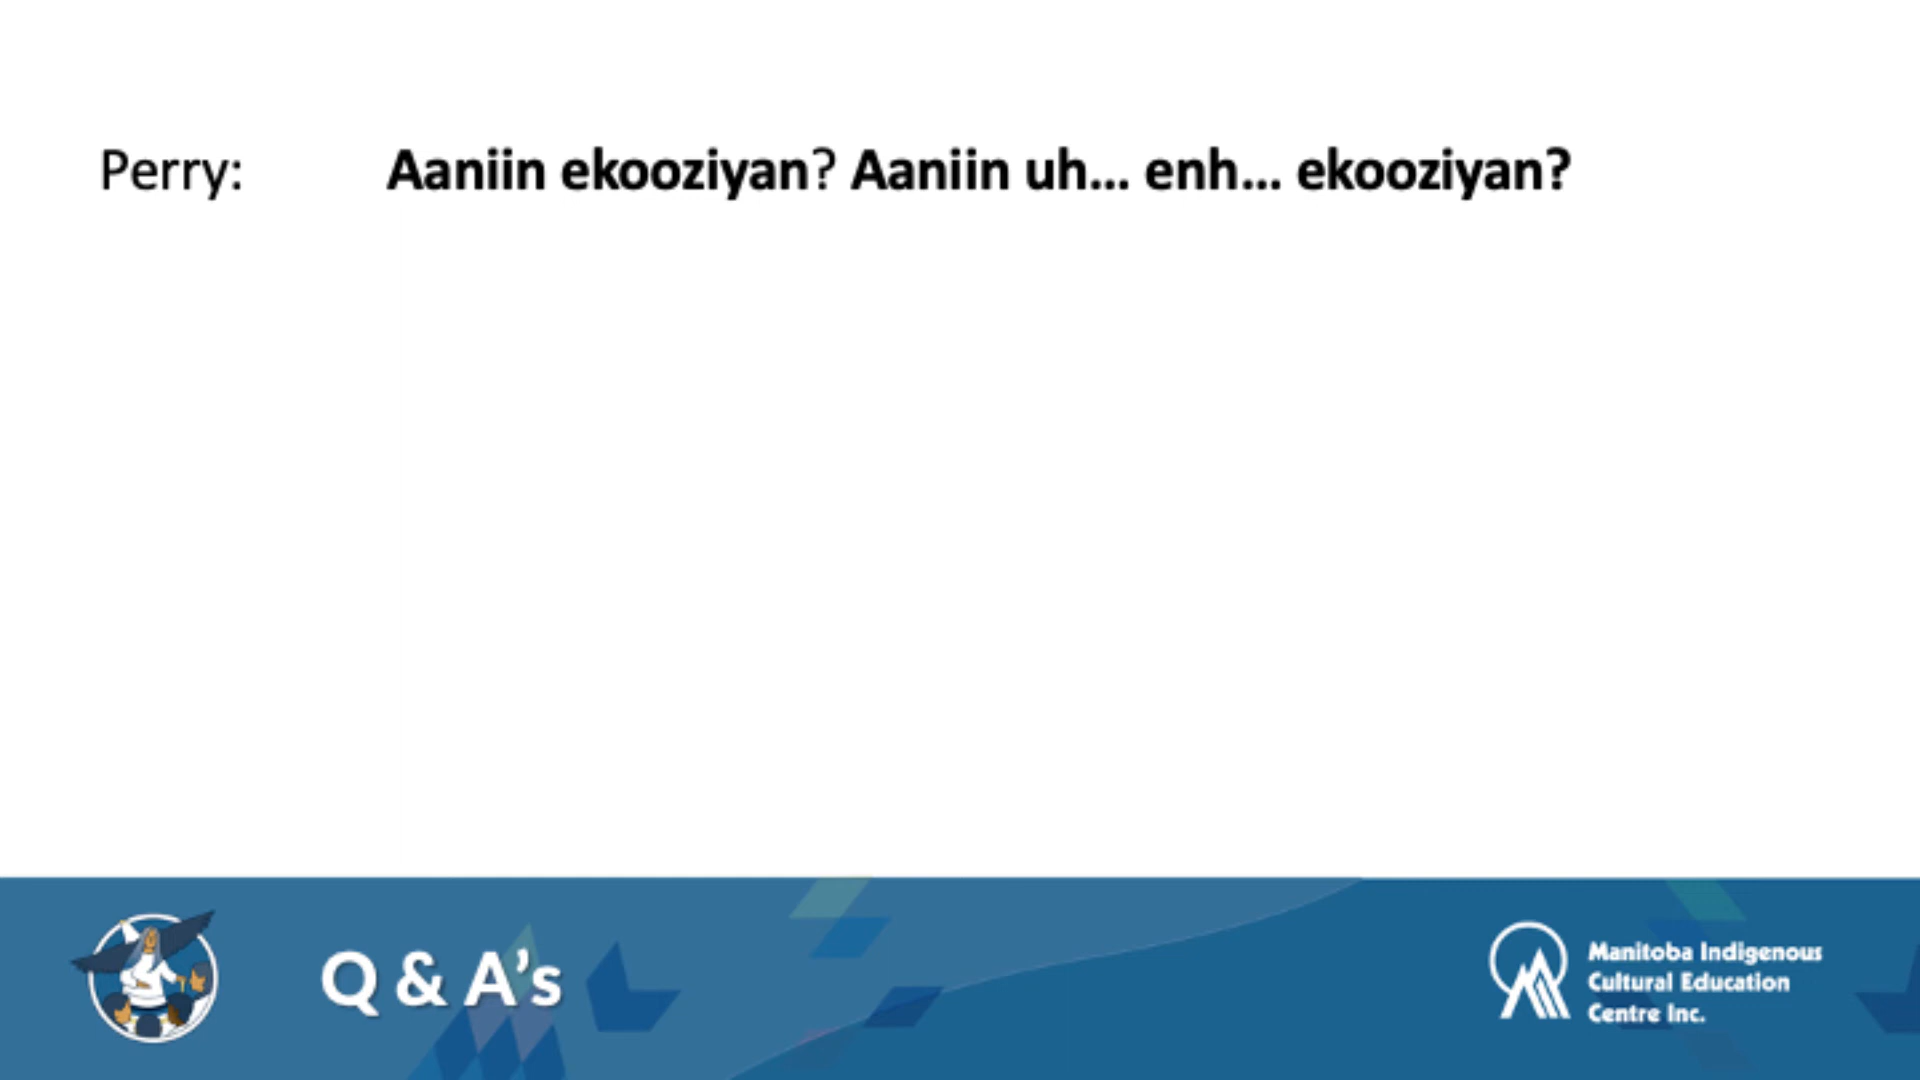 Perry: Aaniin ekooziyan? Aaniin uh... enh... ekooziyan?
Q & A's
Manitoba Indigenous
Cultural Education
Centre Inc.